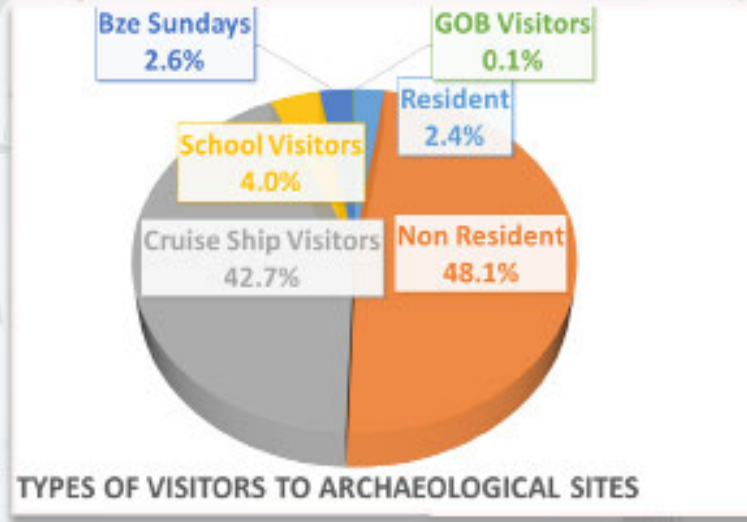 Bze Sundays
2.6%
GOB Visitors
0.1%
Resident
2.4%
School Visitors
4.0%
Cruise Ship Visitors
42.7%
Non Resident
48.1%
TYPES OF VISITORS TO ARCHAEOLOGICAL SITES